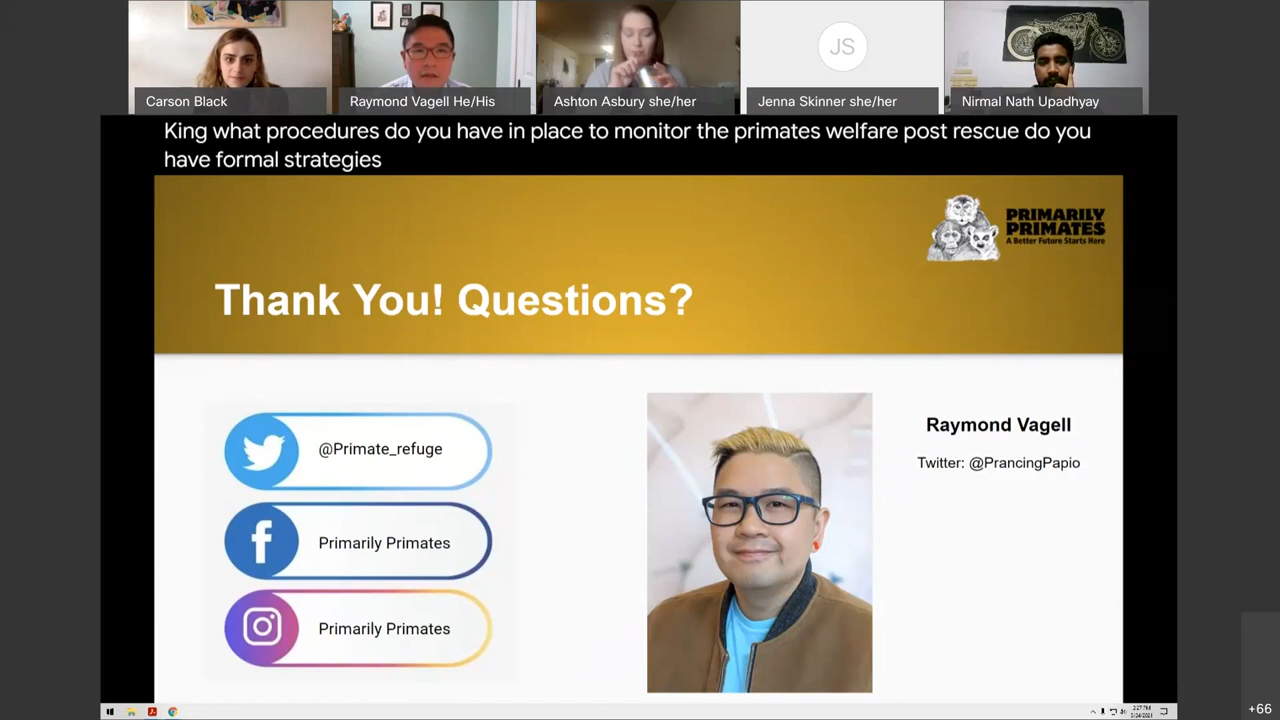 JS
Carson Black
Raymond Vagell He/His
Ashton Asbury she/her
Jenna Skinner she/her
Nirmal Nath Upadhyay
King what procedures do you have in place to monitor the primates welfare post rescue do you
have formal strategies
PRIMARILY
PRIMATES
A Better Future Starts Here
Thank You! Questions?
@Primate_refuge
Primarily Primates
Primarily Primates
Raymond Vagell
Twitter: @PrancingPapio
+66